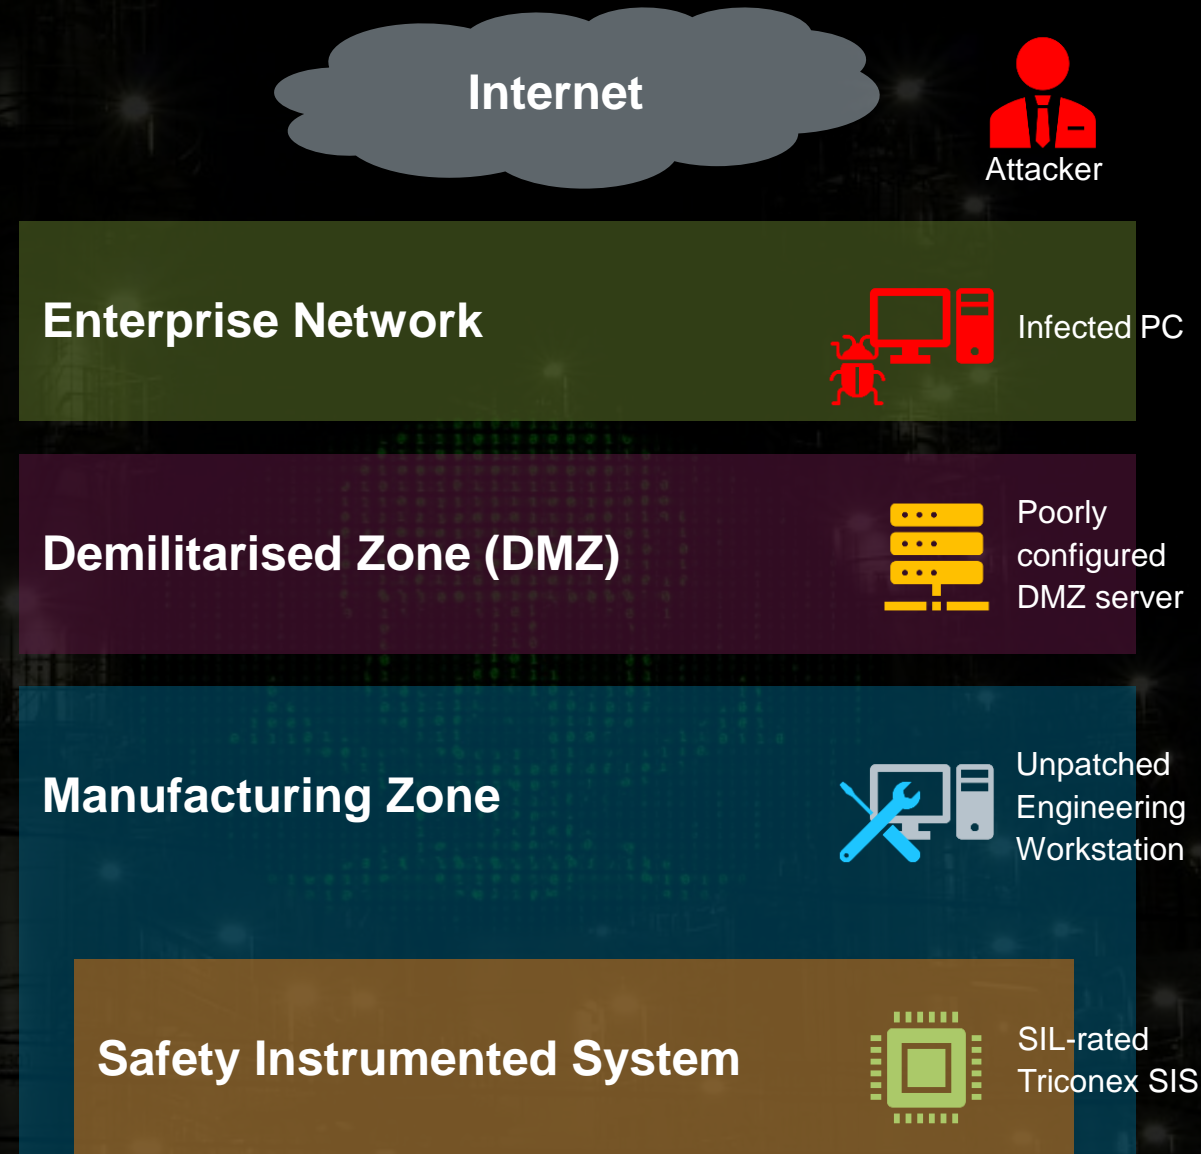 Internet
Attacker
Enterprise Network
Infected PC
Demilitarised Zone (DMZ)
Poorly
configured
DMZ server
Manufacturing Zone
Unpatched
Engineering
Workstation
Safety Instrumented System
SIL-rated
Triconex SIS